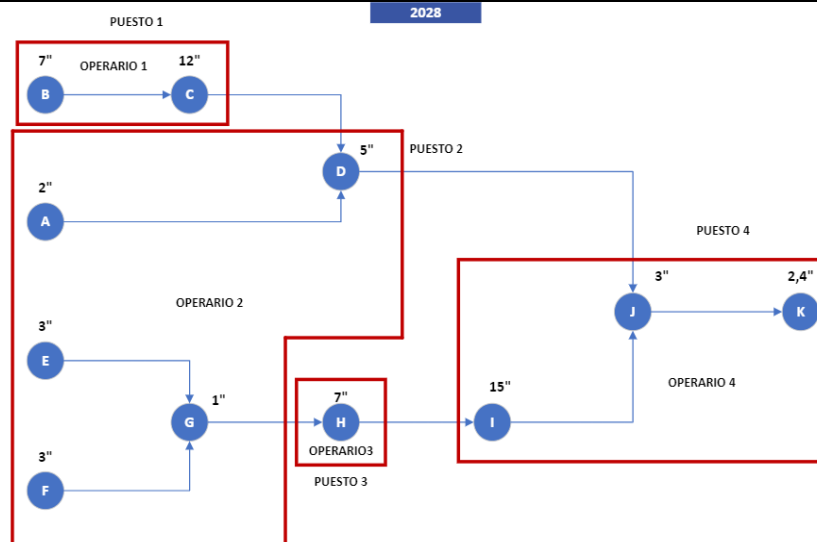 2028
PUESTO 1
7"
OPERARIO 1
12"
B
C
5"
PUESTO 2
D
2"
A
PUESTO 4
OPERARIO 2
3"
2,4"
J
K
3"
E
15"
OPERARIO 4
1"
7"
G
H
I
OPERARIO3
3"
PUESTO 3
F